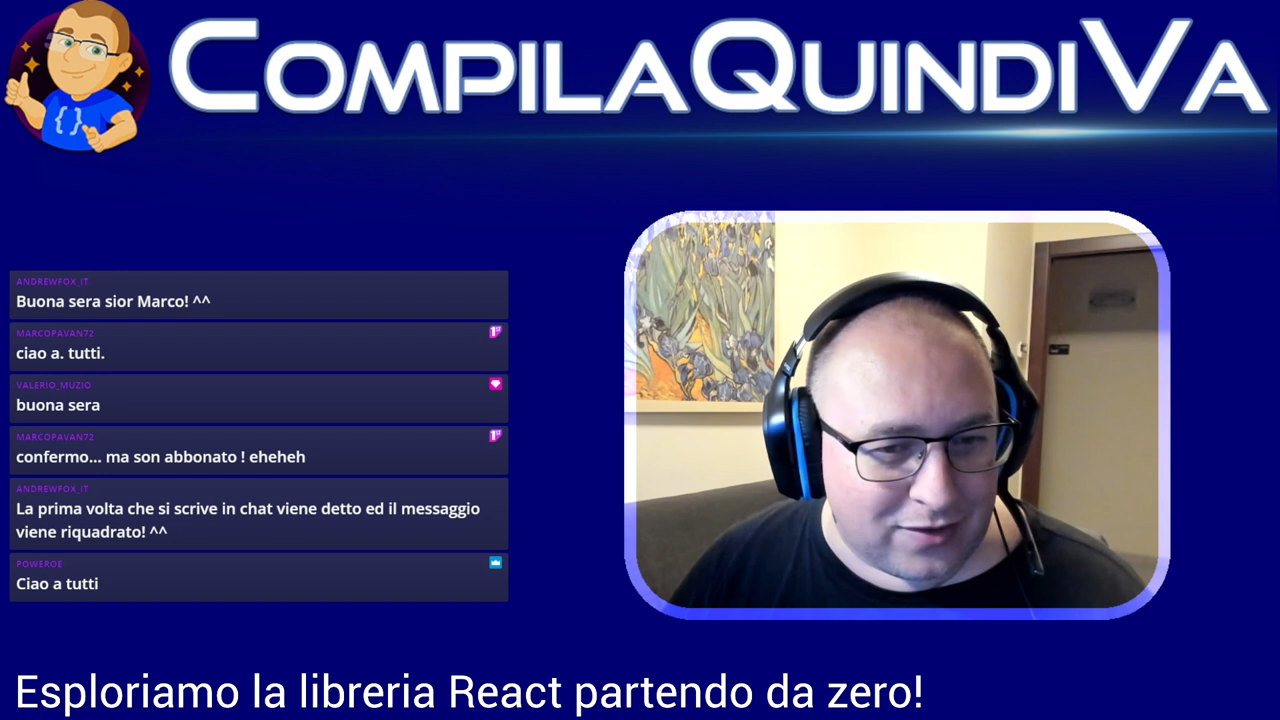 COMPILAQUINDIVA
{ }
ANDREWFOX_IT
Buona sera sior Marco! ^^
MARCOPAVAN72
ciao a. tutti.
VALERIO_MUZIO
buona sera
MARCOPAVAN72
confermo... ma son abbonato ! eheheh
ANDREWFOX_IT
La prima volta che si scrive in chat viene detto ed il messaggio
viene riquadrato! ^^
POWEROE
Ciao a tutti
Esploriamo la libreria React partendo da zero!